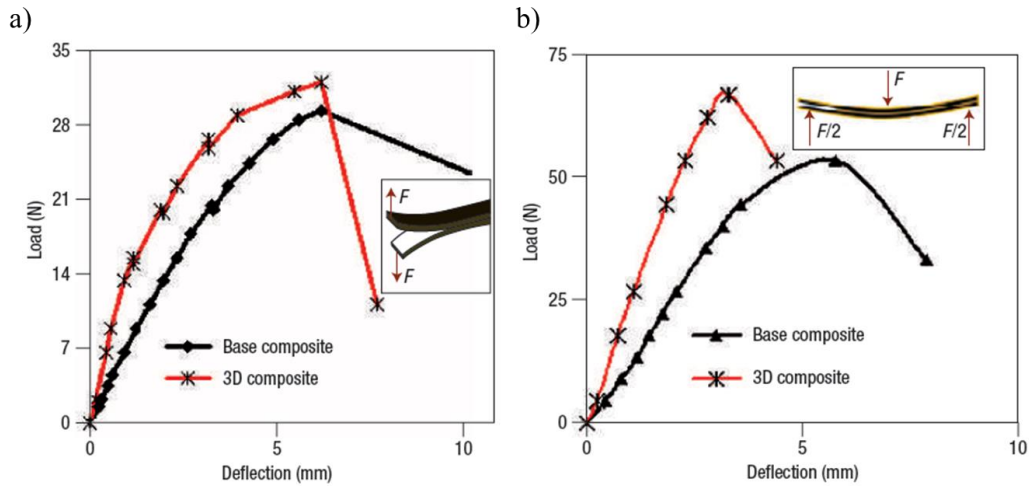 a)
35
28
21
14
7
0
Load (N)
0 5 10
Deflection (mm)
Base composite
3D composite
F
F
b)
75
50
25
0
Load (N)
0 5 10
Deflection (mm)
Base composite
3D composite
F
F/2 F/2